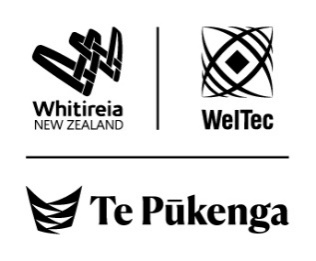 Whitireia
NEW ZEALAND
WelTec
Te Pūkenga